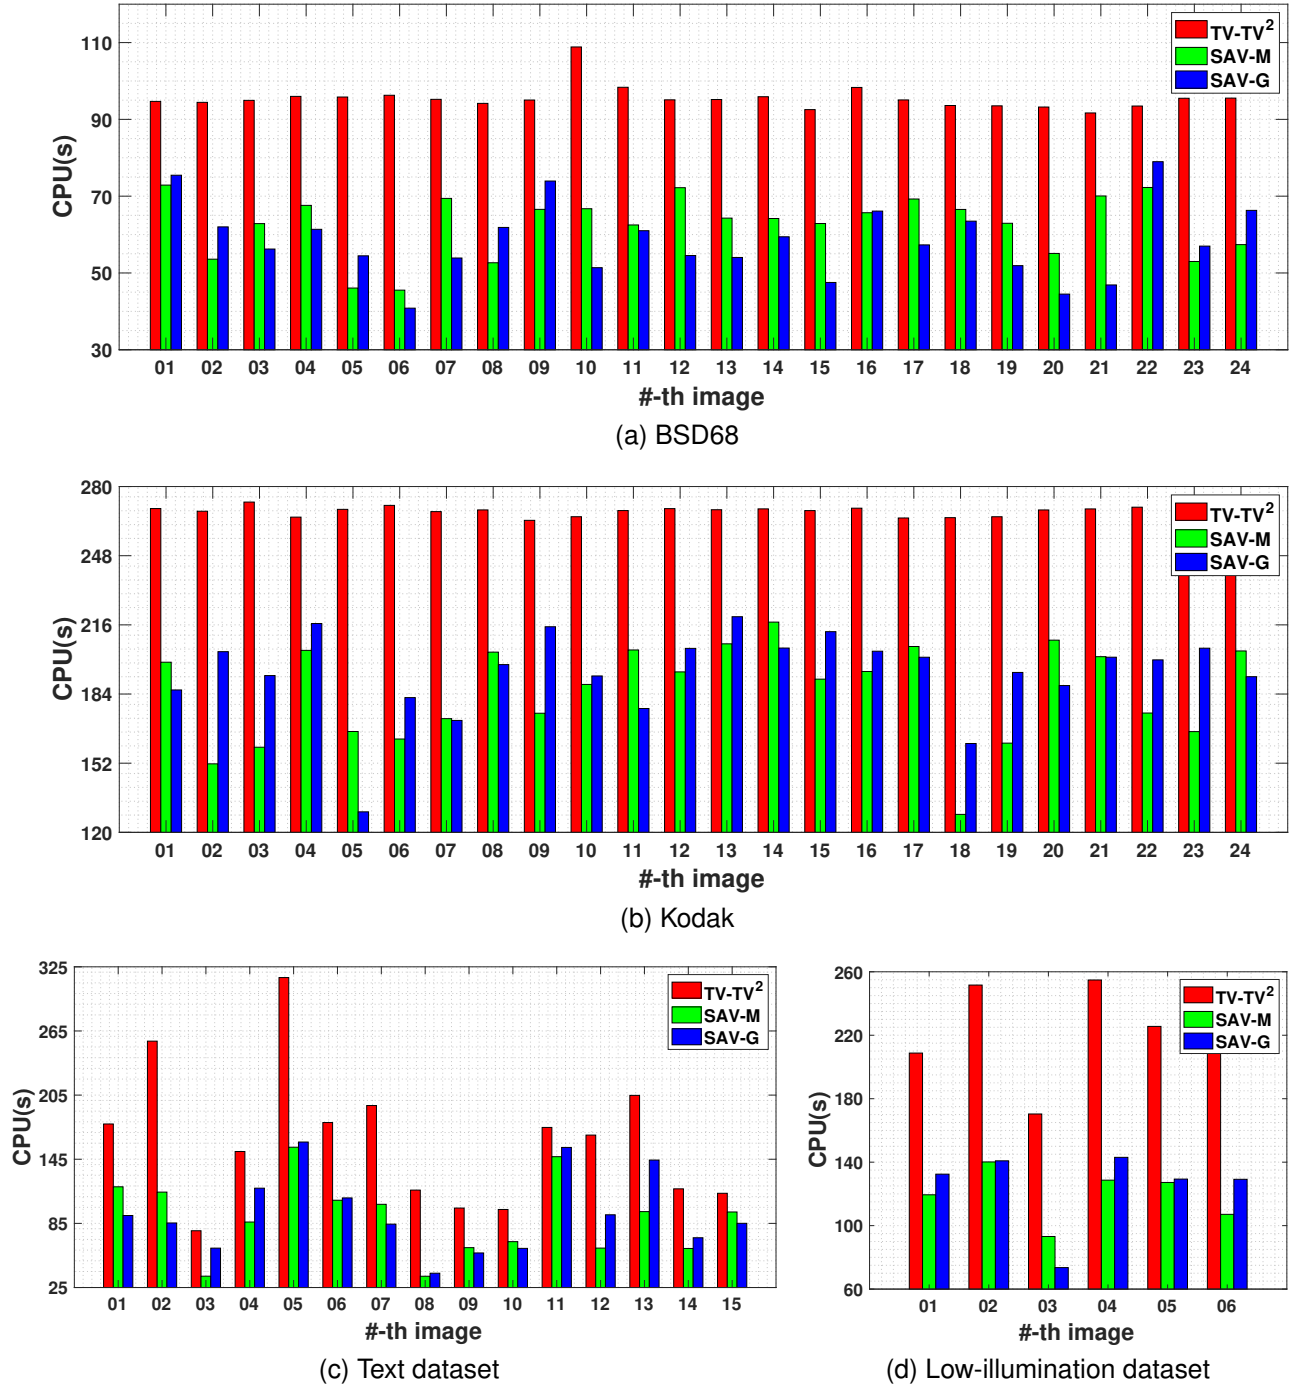 110
90
70
50
30
CPU(s)
TV-TV²
SAV-M
SAV-G
01 02 03 04 05 06 07 08 09 10 11 12 13 14 15 16 17 18 19 20 21 22 23 24
#-th image
(a) BSD68
280
248
216
184
152
120
CPU(s)
TV-TV²
SAV-M
SAV-G
01 02 03 04 05 06 07 08 09 10 11 12 13 14 15 16 17 18 19 20 21 22 23 24
#-th image
(b) Kodak
325
265
205
145
85
25
CPU(s)
TV-TV²
SAV-M
SAV-G
01 02 03 04 05 06 07 08 09 10 11 12 13 14 15
#-th image
(c) Text dataset
260
220
180
140
100
60
CPU(s)
TV-TV²
SAV-M
SAV-G
01 02 03 04 05 06
#-th image
(d) Low-illumination dataset